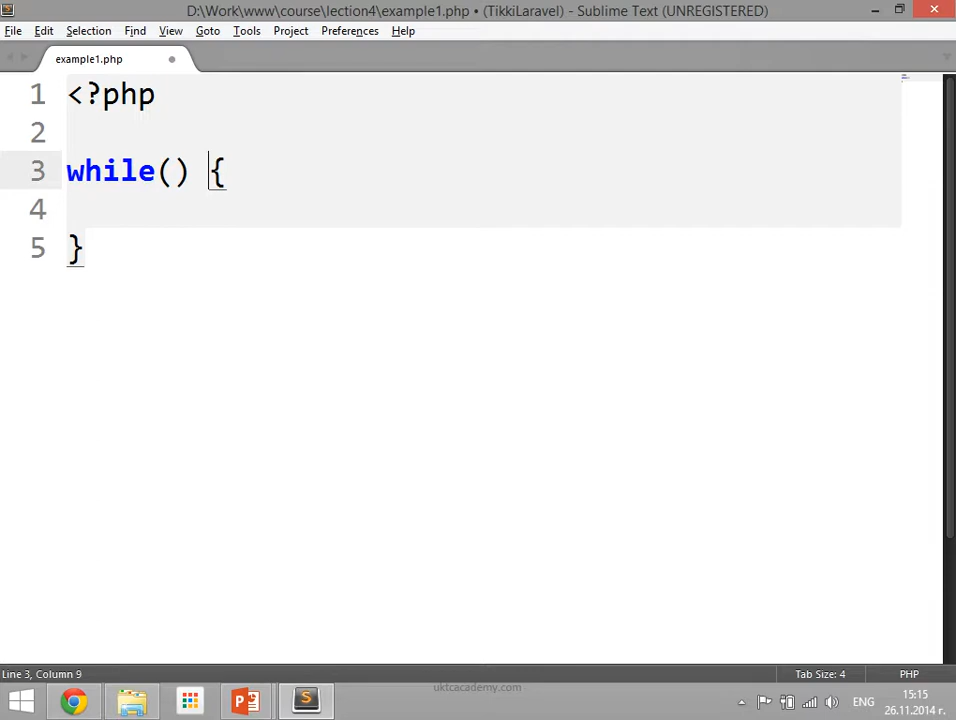 D:\Work\www\course\lection4\example1.php • (TikkiLaravel) - Sublime Text (UNREGISTERED)
File Edit Selection Find View Goto Tools Project Preferences Help
example1.php
1 <?php
2
3 while() {
4
5 }
Line 3, Column 9 Tab Size: 4 PHP
utcacademy.com
ENG
15:15
26.11.2014 г.